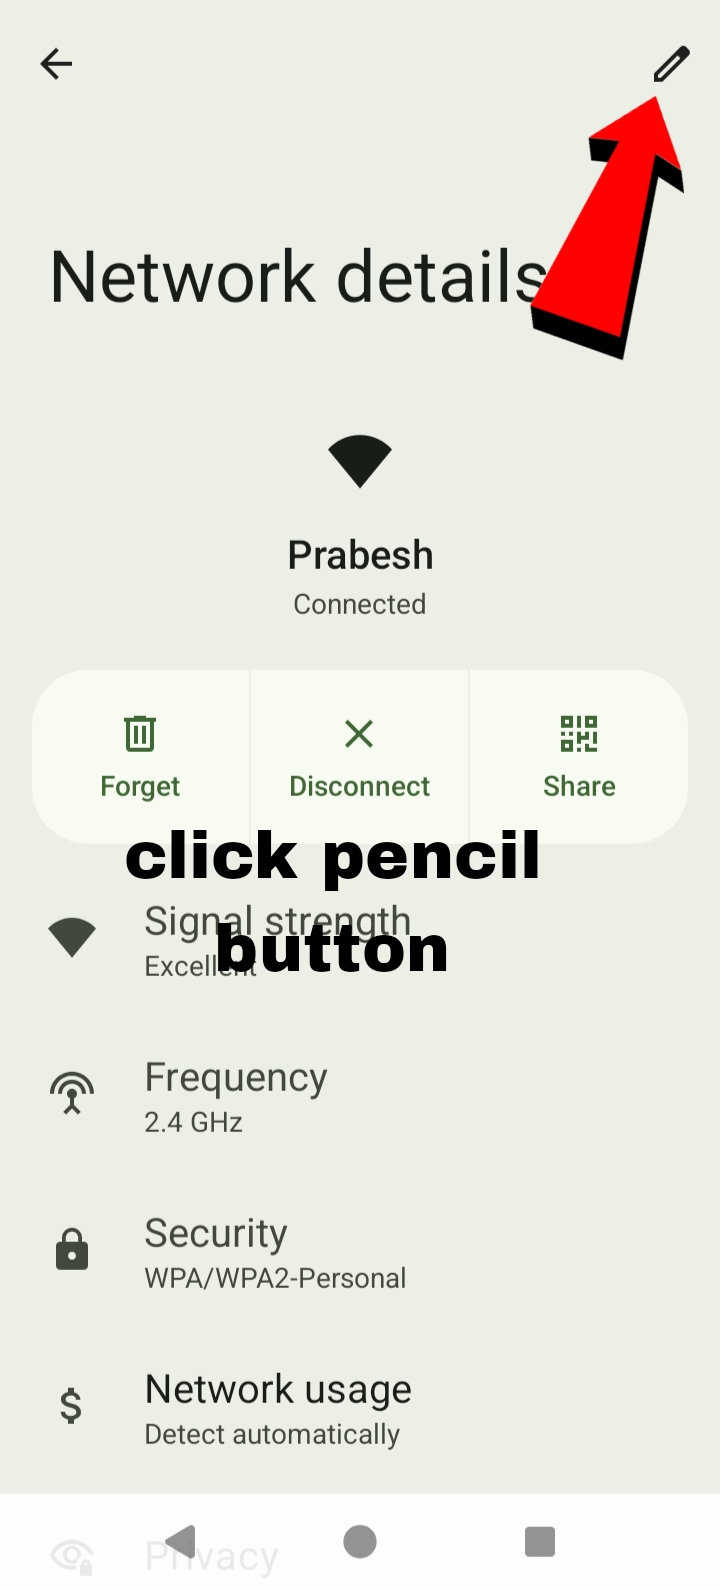 Network details
Prabesh
Connected
Forget
Disconnect
Share
click pencil
Signal strength
button
Excellent
Frequency
2.4 GHz
Security
WPA/WPA2-Personal
Network usage
Detect automatically
Privacy